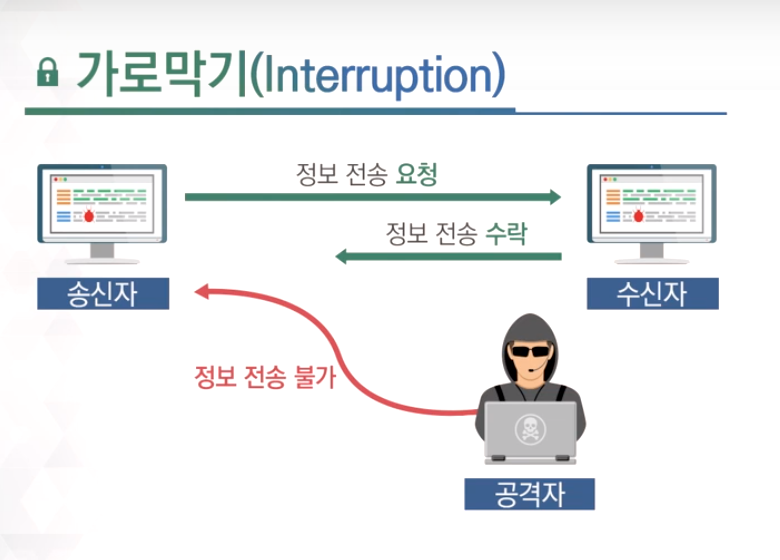 가로막기(Interruption)
정보 전송 요청
정보 전송 수락
송신자
수신자
정보 전송 불가
공격자